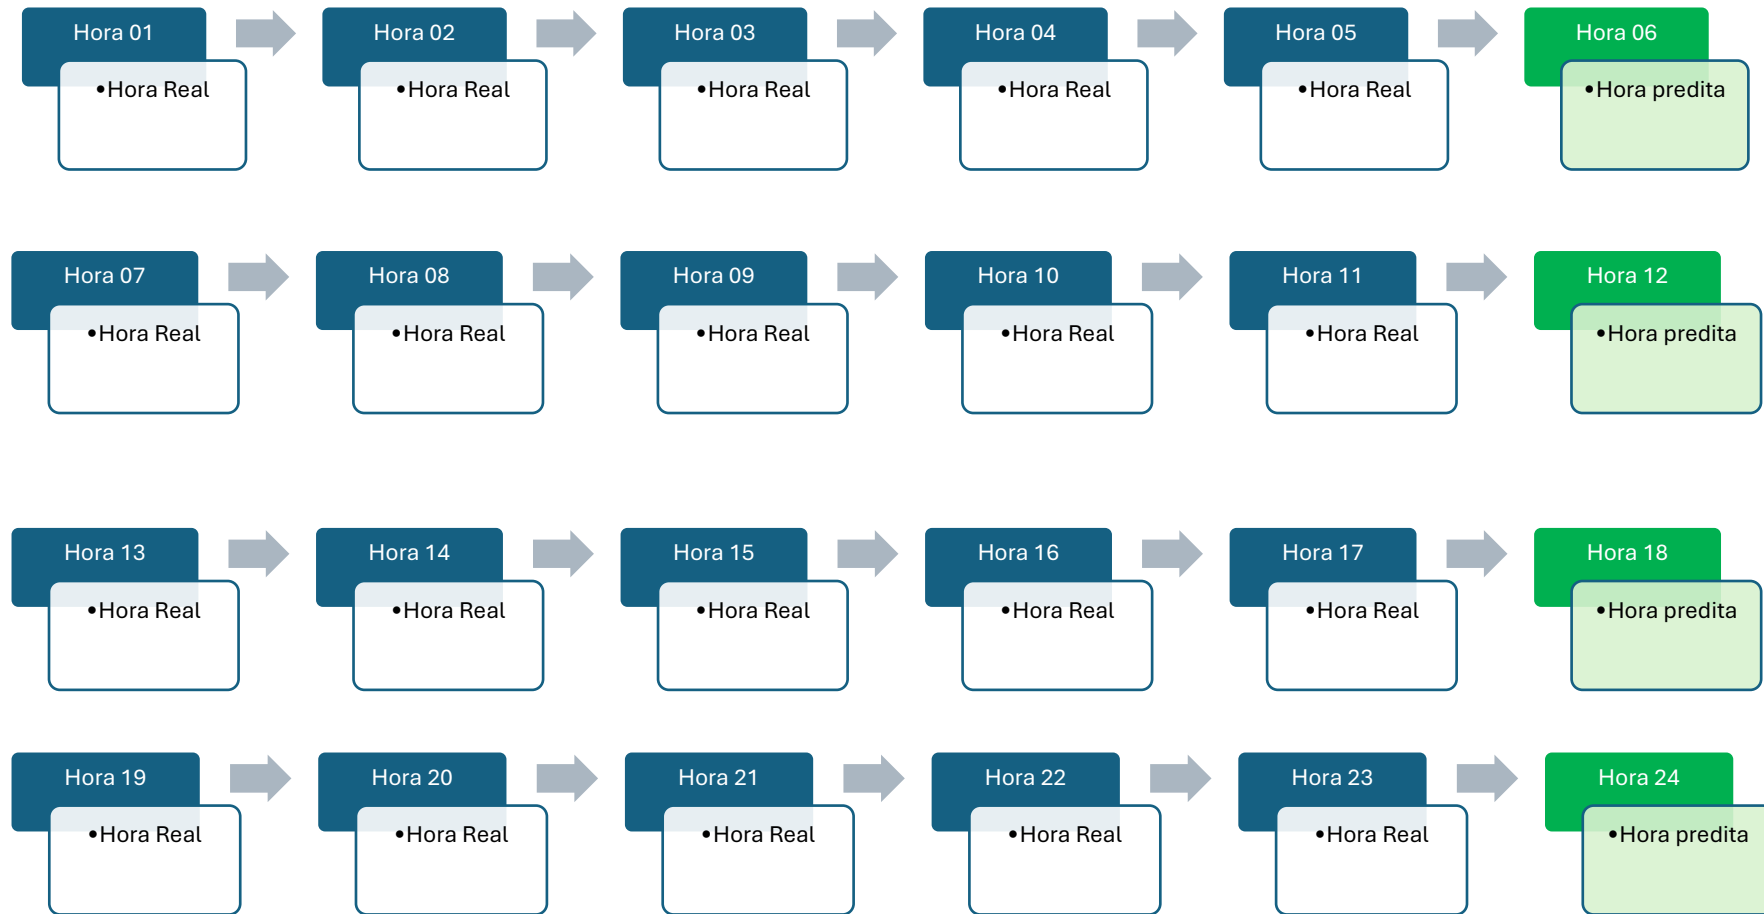 Hora 01
•Hora Real
Hora 02
•Hora Real
Hora 03
•Hora Real
Hora 04
•Hora Real
Hora 05
•Hora Real
Hora 06
•Hora predita
Hora 07
•Hora Real
Hora 08
•Hora Real
Hora 09
•Hora Real
Hora 10
•Hora Real
Hora 11
•Hora Real
Hora 12
•Hora predita
Hora 13
•Hora Real
Hora 14
•Hora Real
Hora 15
•Hora Real
Hora 16
•Hora Real
Hora 17
•Hora Real
Hora 18
•Hora predita
Hora 19
•Hora Real
Hora 20
•Hora Real
Hora 21
•Hora Real
Hora 22
•Hora Real
Hora 23
•Hora Real
Hora 24
•Hora predita